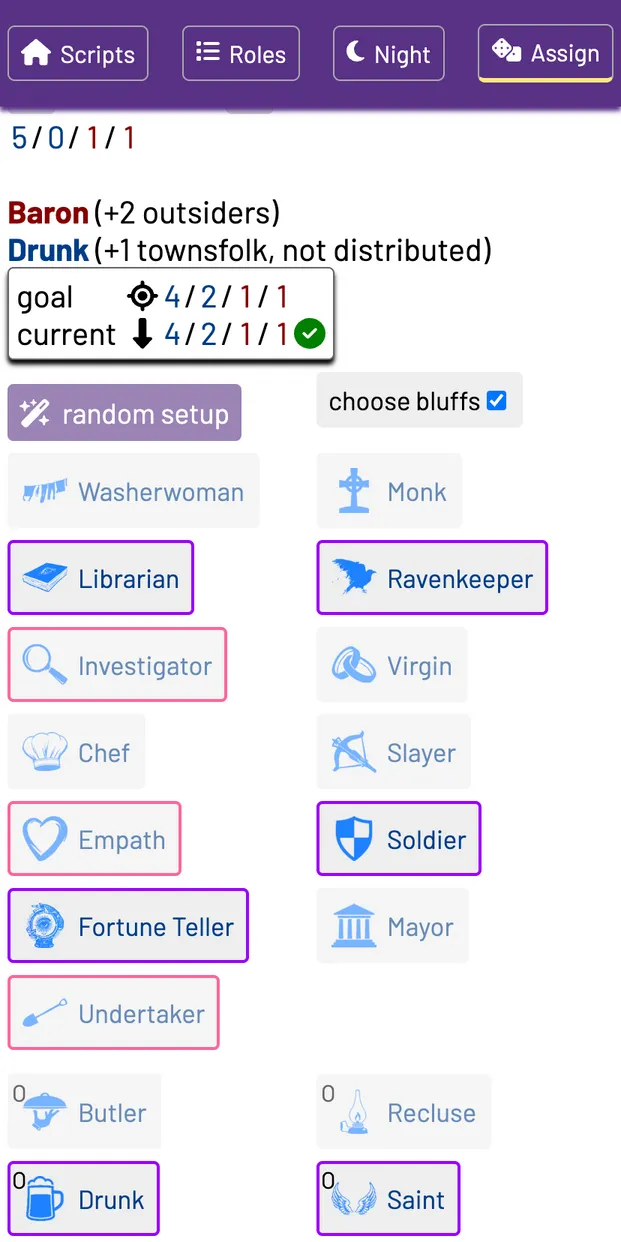 Scripts Roles Night Assign
5/0/1/1
Baron (+2 outsiders)
Drunk (+1 townsfolk, not distributed)
goal 4/2/1/1
current 4/2/1/1
random setup choose bluffs
Washerwoman Monk
Librarian Ravenkeeper
Investigator Virgin
Chef Slayer
Empath Soldier
Fortune Teller Mayor
Undertaker
0 Butler 0 Recluse
0 Drunk 0 Saint